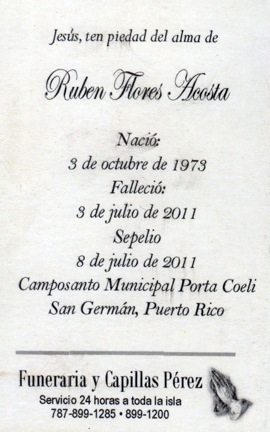 Jesús, ten piedad del alma de
Ruben Flores Acosta
Nació:
3 de octubre de 1973
Falleció:
3 de julio de 2011
Sepelio
8 de julio de 2011
Camposanto Municipal Porta Coeli
San Germán, Puerto Rico
Funeraria y Capillas Pérez
Servicio 24 horas a toda la isla
787-899-1285 • 899-1200